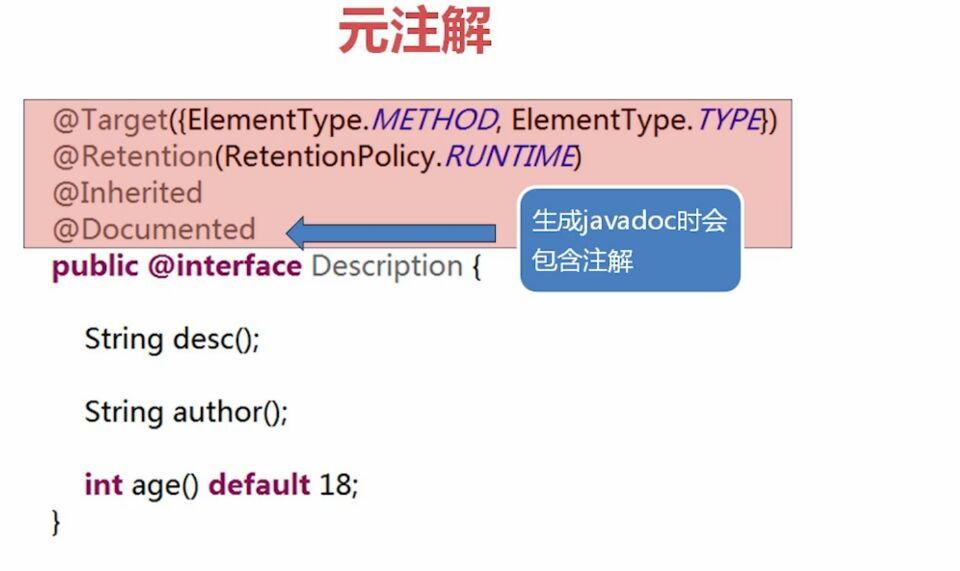 元注解
@Target({ElementType.METHOD, ElementType.TYPE})
@Retention(RetentionPolicy.RUNTIME)
@Inherited
@Documented
生成javadoc时会
包含注解
public @interface Description {
String desc();
String author();
int age() default 18;
}